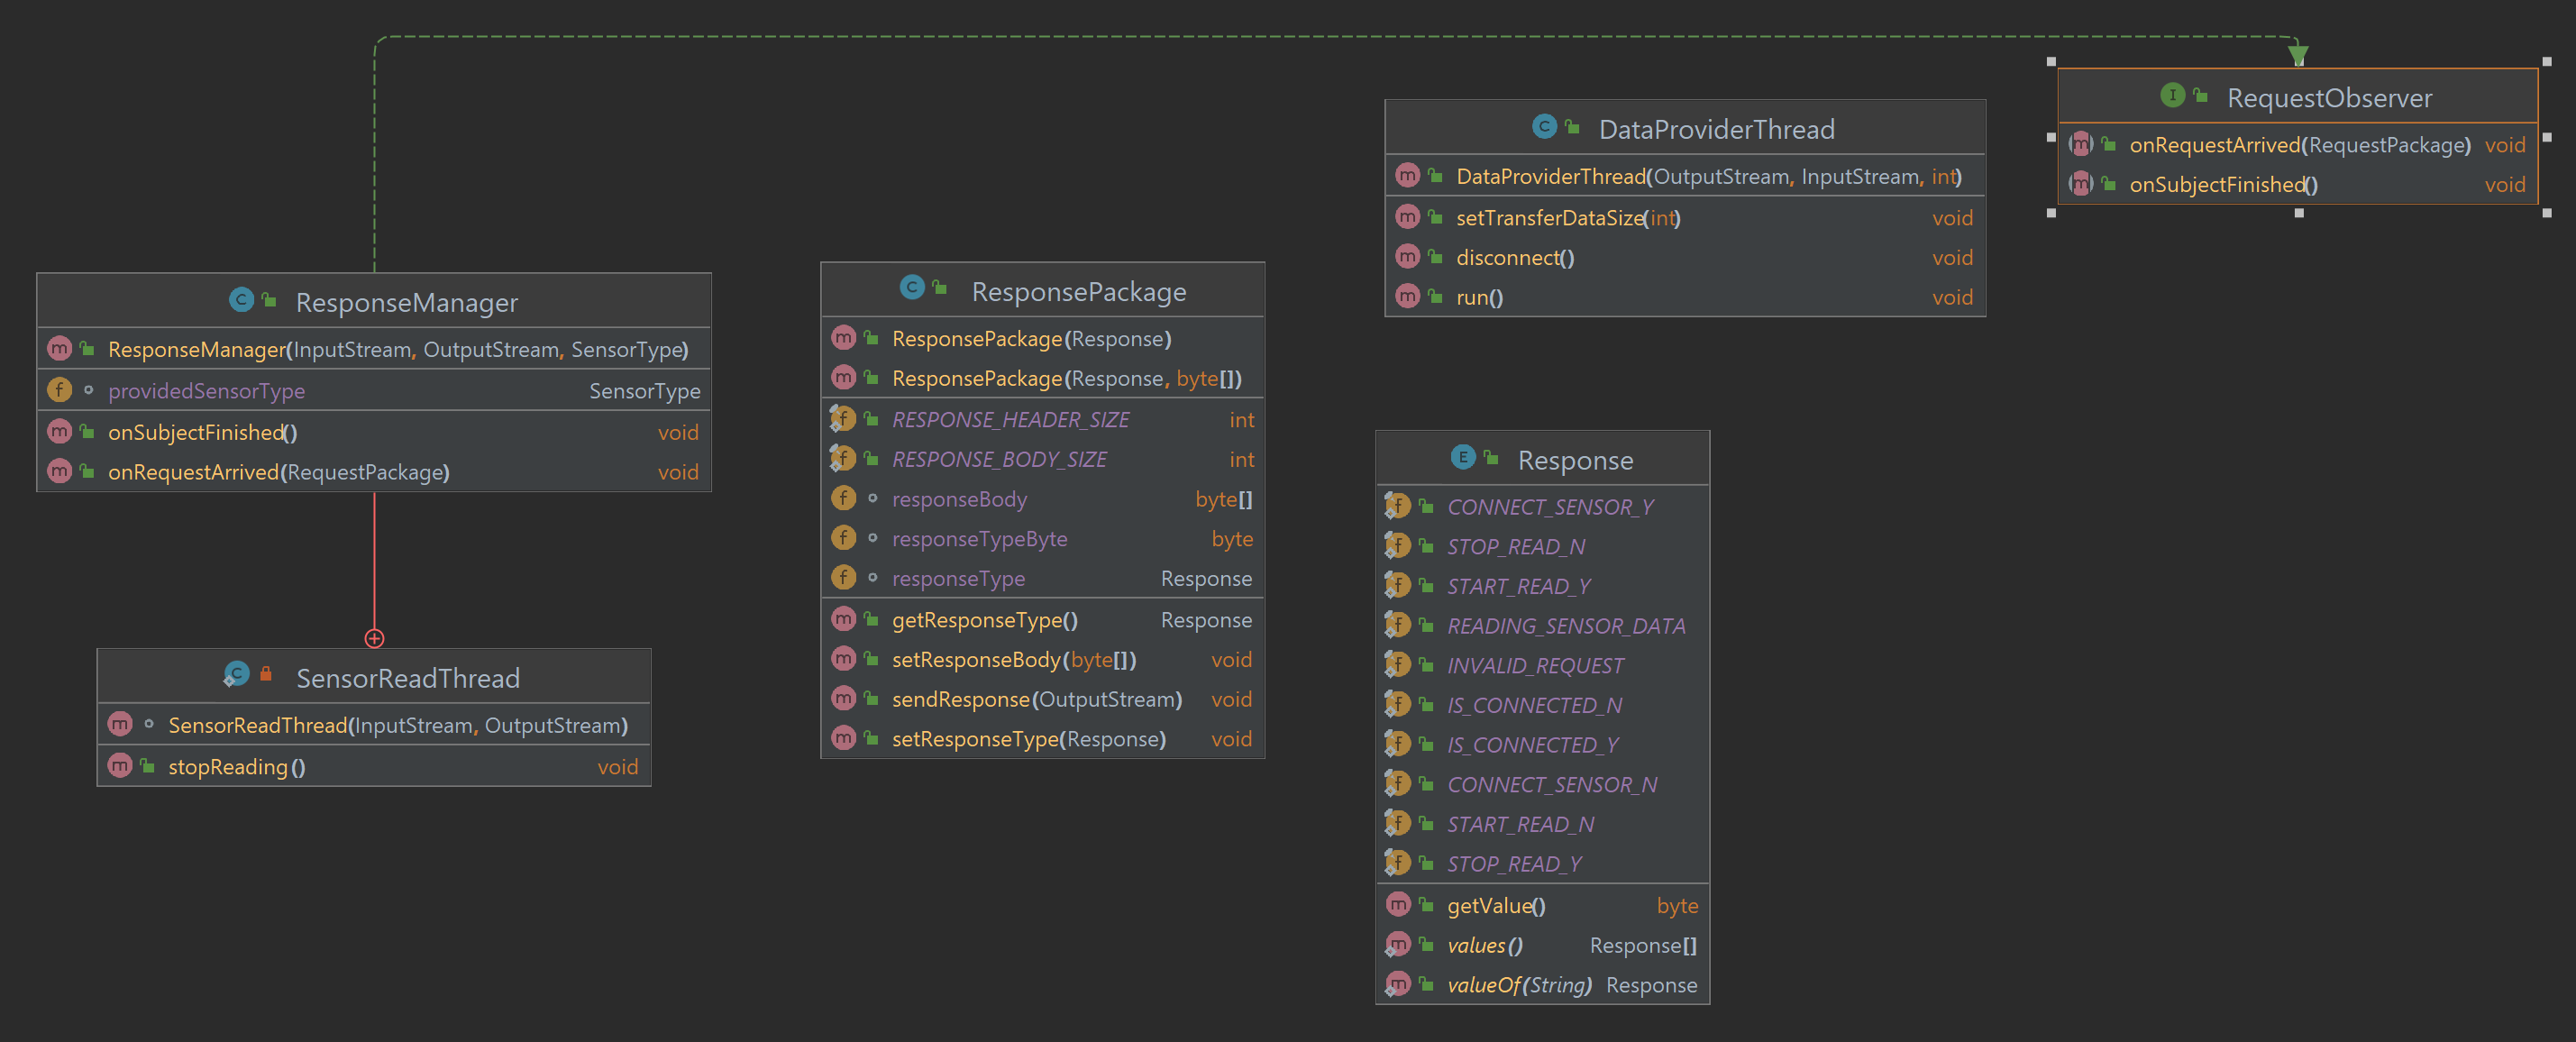 RequestObserver
onRequestArrived(RequestPackage) void
onSubjectFinished() void
DataProviderThread
DataProviderThread(OutputStream, InputStream, int)
setTransferDataSize(int) void
disconnect() void
run() void
ResponseManager
ResponseManager(InputStream, OutputStream, SensorType)
providedSensorType SensorType
onSubjectFinished() void
onRequestArrived(RequestPackage) void
ResponsePackage
ResponsePackage(Response)
ResponsePackage(Response, byte[])
RESPONSE_HEADER_SIZE int
RESPONSE_BODY_SIZE int
responseBody byte[]
responseTypeByte byte
responseType Response
getResponseType() Response
setResponseBody(byte[]) void
sendResponse(OutputStream) void
setResponseType(Response) void
Response
CONNECT_SENSOR_Y
STOP_READ_N
START_READ_Y
READING_SENSOR_DATA
INVALID_REQUEST
IS_CONNECTED_N
IS_CONNECTED_Y
CONNECT_SENSOR_N
START_READ_N
STOP_READ_Y
getValue() byte
values() Response[]
valueOf(String) Response
SensorReadThread
SensorReadThread(InputStream, OutputStream)
stopReading() void